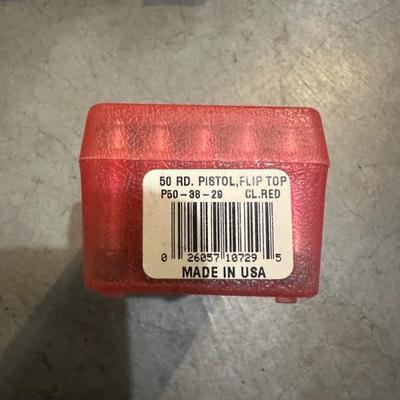 50 RD. PISTOL,FLIP TOP
P50-38-29 CL.RED
0 26057 10729 5
MADE IN USA